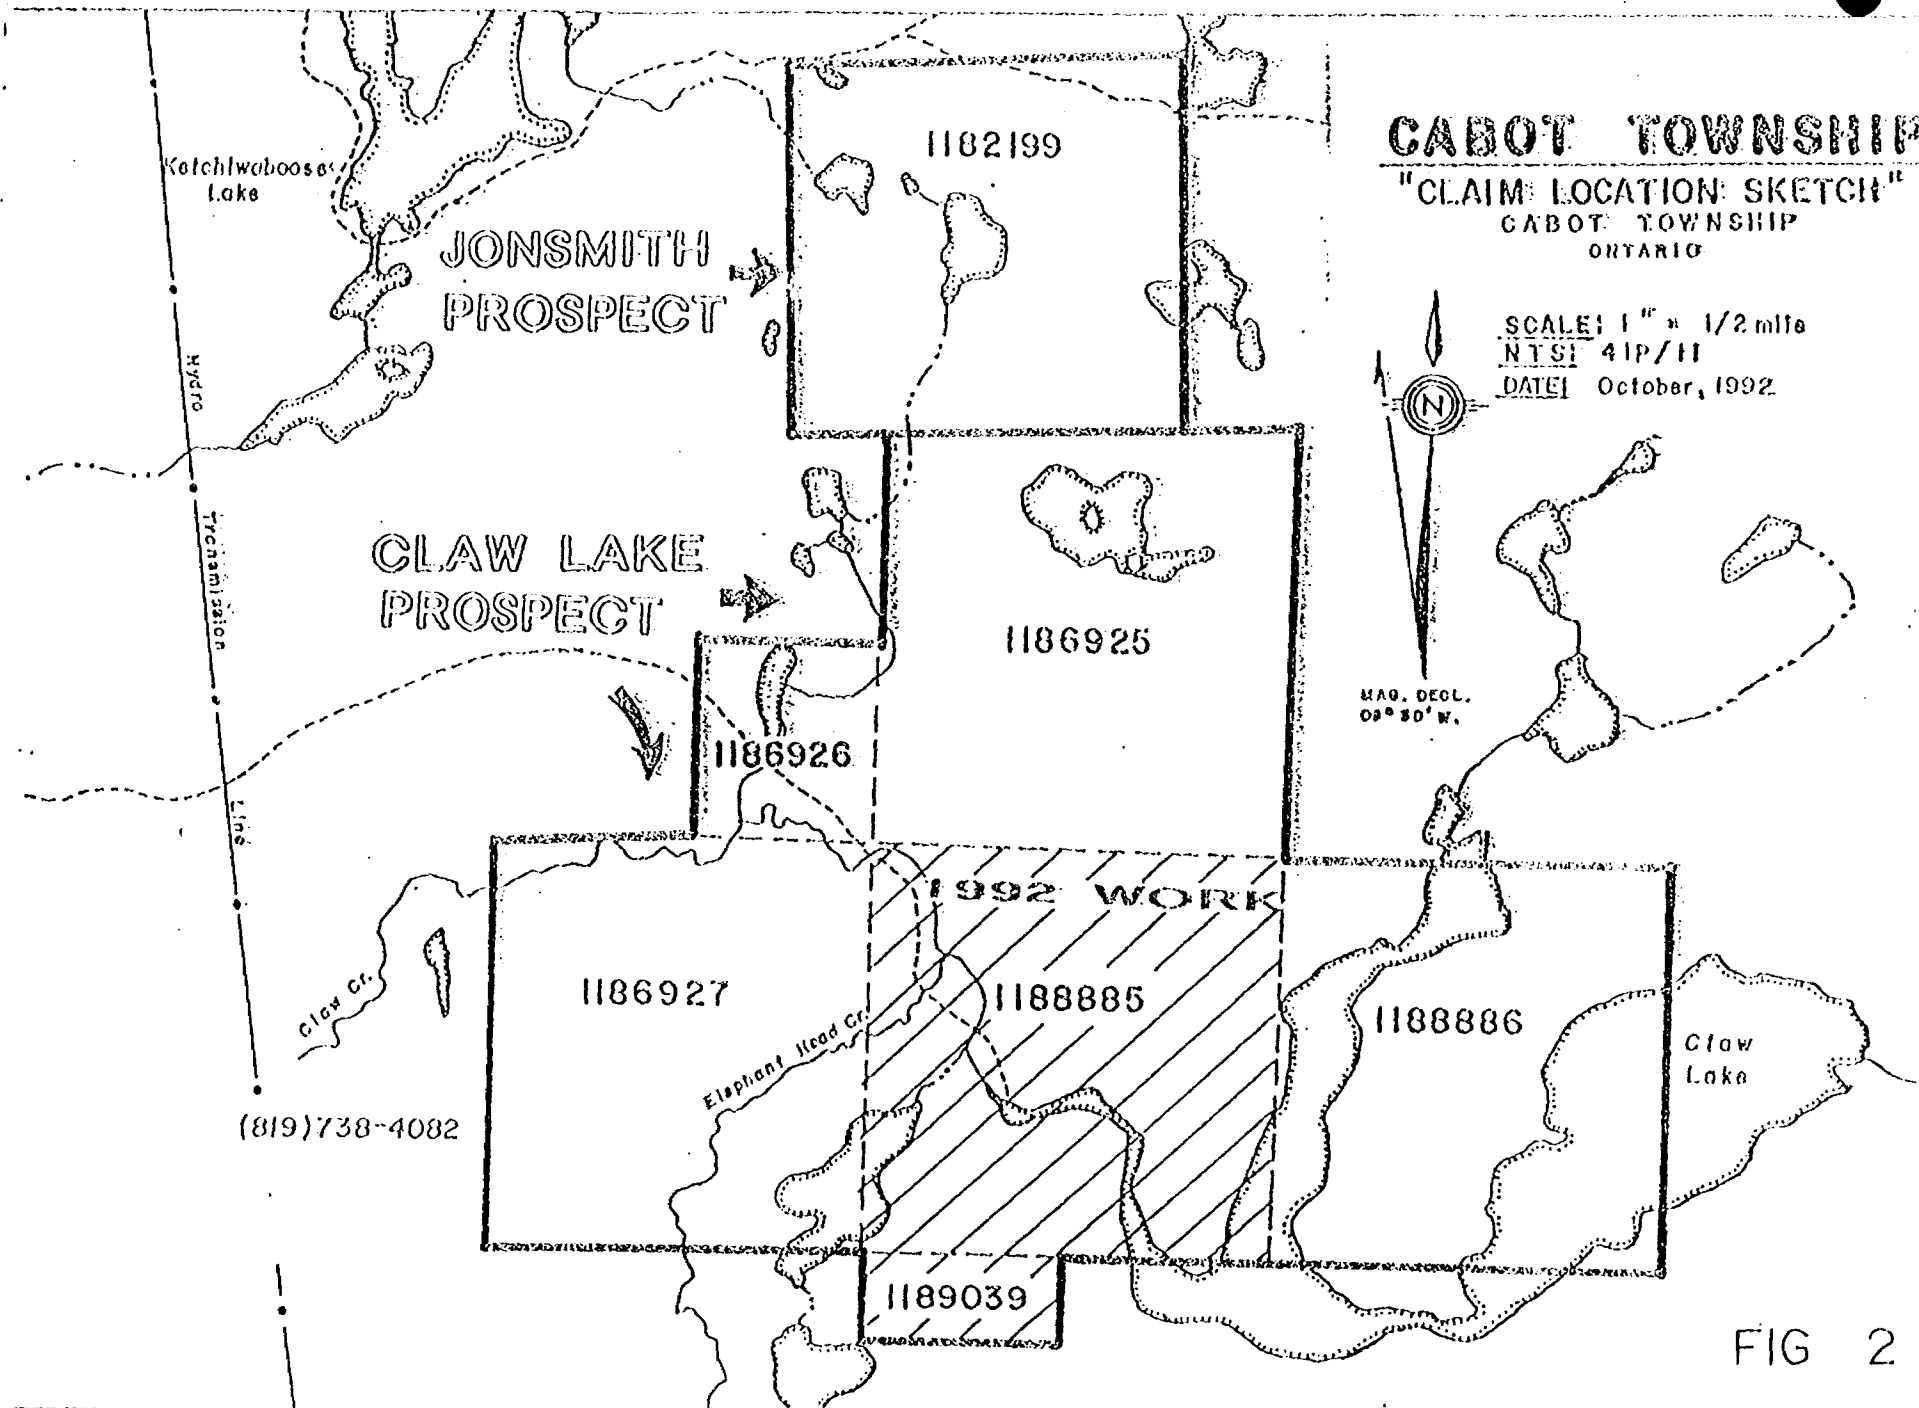 CABOT TOWNSHIP
"CLAIM LOCATION SKETCH"
CABOT TOWNSHIP
ONTARIO
SCALE: 1" = 1/2 mile
NTS: 41P/11
DATE: October, 1992
N
MAG. DECL.
Ketchiwaboose
Lake
JONSMITH
PROSPECT
1182199
Hydro
Transmission
Line
CLAW LAKE
PROSPECT
1186925
1186926
1992 WORK
1186927
1188885
1188886
Claw Cr.
Elephant Head Cr.
Claw
Lake
(819)738-4082
1189039
FIG 2